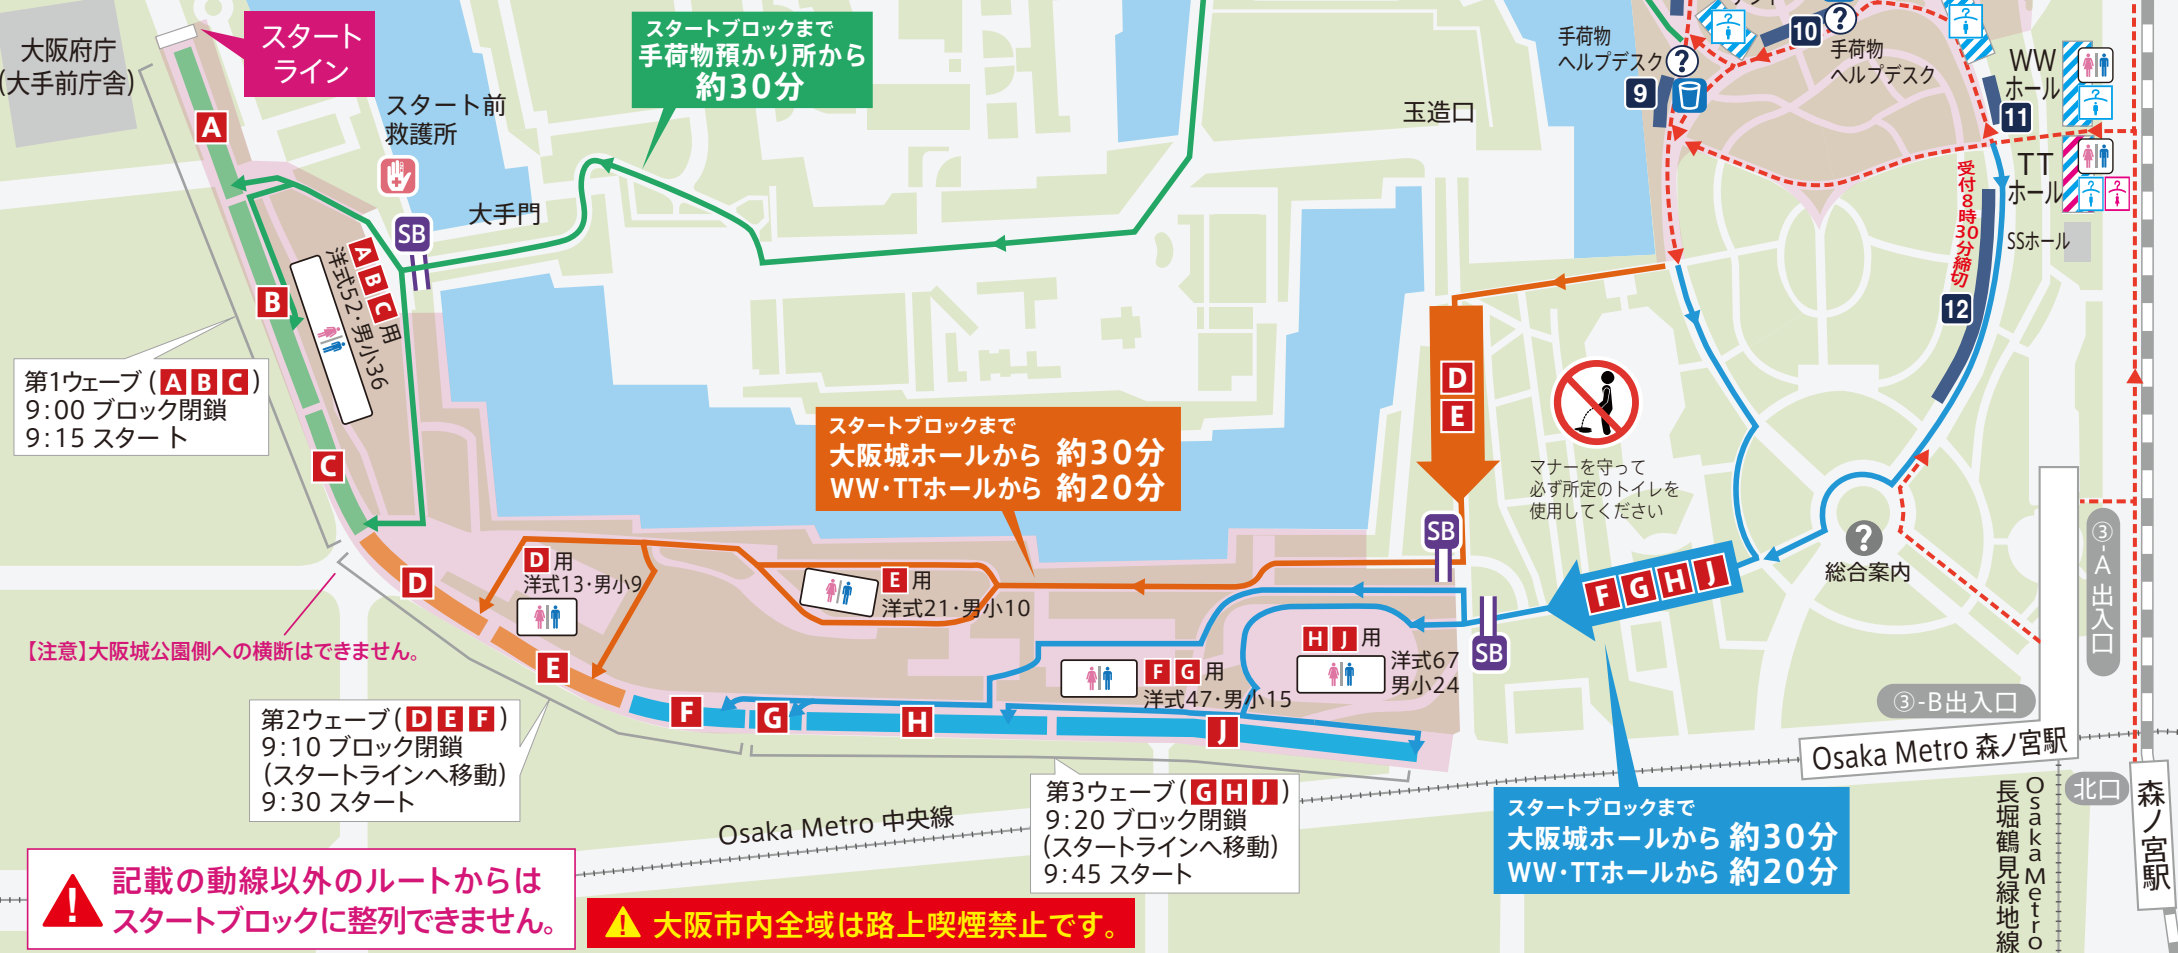 大阪府庁
(大手前庁舎)
スタート
ライン
スタートブロックまで
手荷物預かり所から
約30分
スタート前
救護所
大手門
SB
玉造口
手荷物
ヘルプデスク
?
9
10
?
手荷物
ヘルプデスク
WW
ホール
11
TT
ホール
SSホール
受付8時30分締切
12
A
B
C
A B C 用
洋式52・男小36
第1ウェーブ(A B C)
9:00 ブロック閉鎖
9:15 スタート
スタートブロックまで
大阪城ホールから 約30分
WW・TTホールから 約20分
D
E
マナーを守って
必ず所定のトイレを
使用してください
SB
?
総合案内
F G H J
SB
③-A 出入口
③-B出入口
D 用
洋式13・男小9
E 用
洋式21・男小10
D
E
F
G
H
J
F G 用
洋式47・男小15
H J 用
洋式67
男小24
【注意】大阪城公園側への横断はできません。
第2ウェーブ(D E F)
9:10 ブロック閉鎖
(スタートラインへ移動)
9:30 スタート
第3ウェーブ(G H J)
9:20 ブロック閉鎖
(スタートラインへ移動)
9:45 スタート
スタートブロックまで
大阪城ホールから 約30分
WW・TTホールから 約20分
Osaka Metro 中央線
Osaka Metro 森ノ宮駅
Osaka Metro
長堀鶴見緑地線
北口
森ノ宮駅
記載の動線以外のルートからは
スタートブロックに整列できません。
大阪市内全域は路上喫煙禁止です。